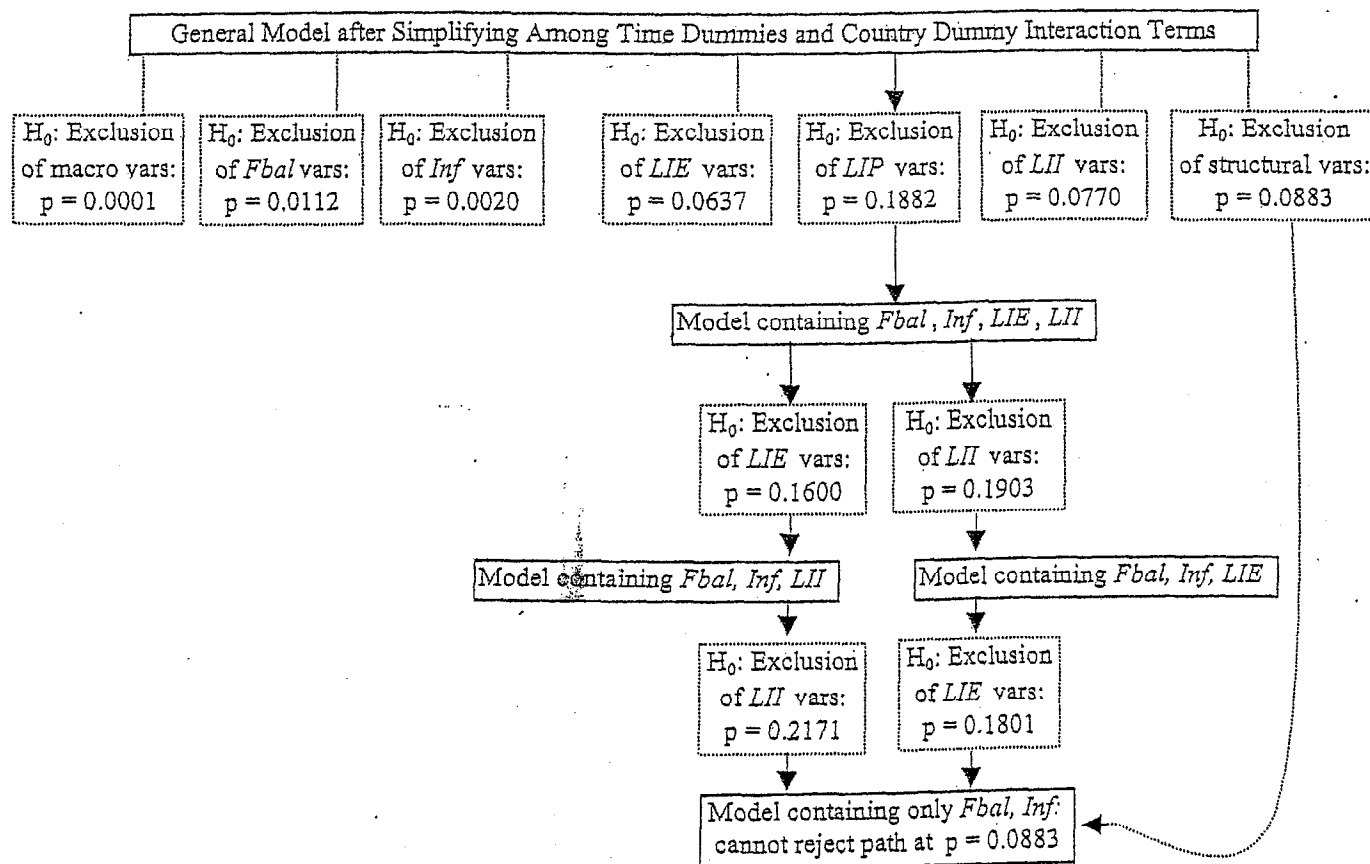 General Model after Simplifying Among Time Dummies and Country Dummy Interaction Terms
H₀: Exclusion
of macro vars:
p = 0.0001
H₀: Exclusion
of Fbal vars:
p = 0.0112
H₀: Exclusion
of Inf vars:
p = 0.0020
H₀: Exclusion
of LIE vars:
p = 0.0637
H₀: Exclusion
of LIP vars:
p = 0.1882
H₀: Exclusion
of LII vars:
p = 0.0770
H₀: Exclusion
of structural vars:
p = 0.0883
Model containing Fbal, Inf, LIE, LII
H₀: Exclusion
of LIE vars:
p = 0.1600
H₀: Exclusion
of LII vars:
p = 0.1903
Model containing Fbal, Inf, LII
Model containing Fbal, Inf, LIE
H₀: Exclusion
of LII vars:
p = 0.2171
H₀: Exclusion
of LIE vars:
p = 0.1801
Model containing only Fbal, Inf:
cannot reject path at p = 0.0883